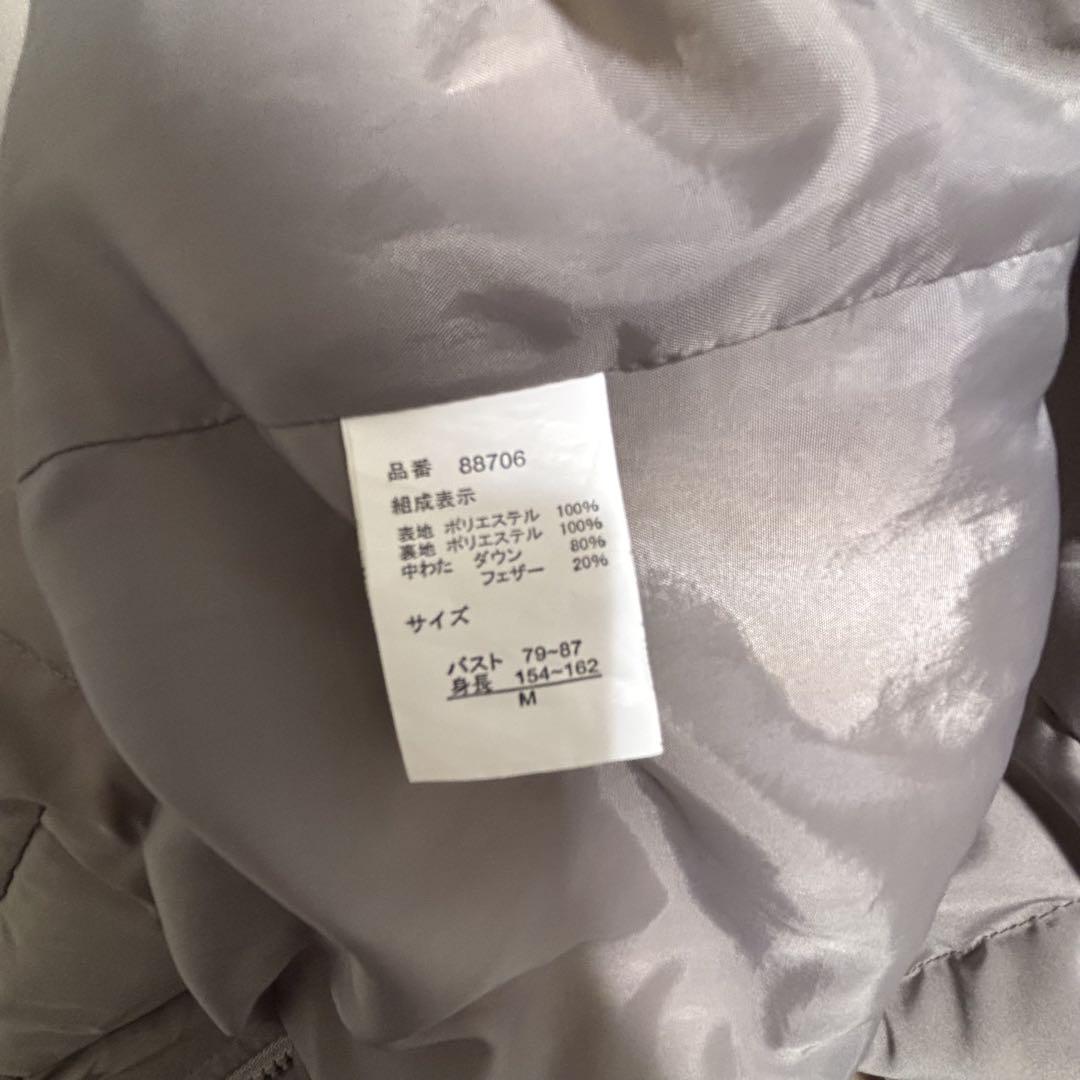 品番 88706
組成表示
表地 ポリエステル 100%
裏地 ポリエステル 100%
中わた ダウン 80%
フェザー 20%
サイズ
バスト 79~87
身長 154~162
M